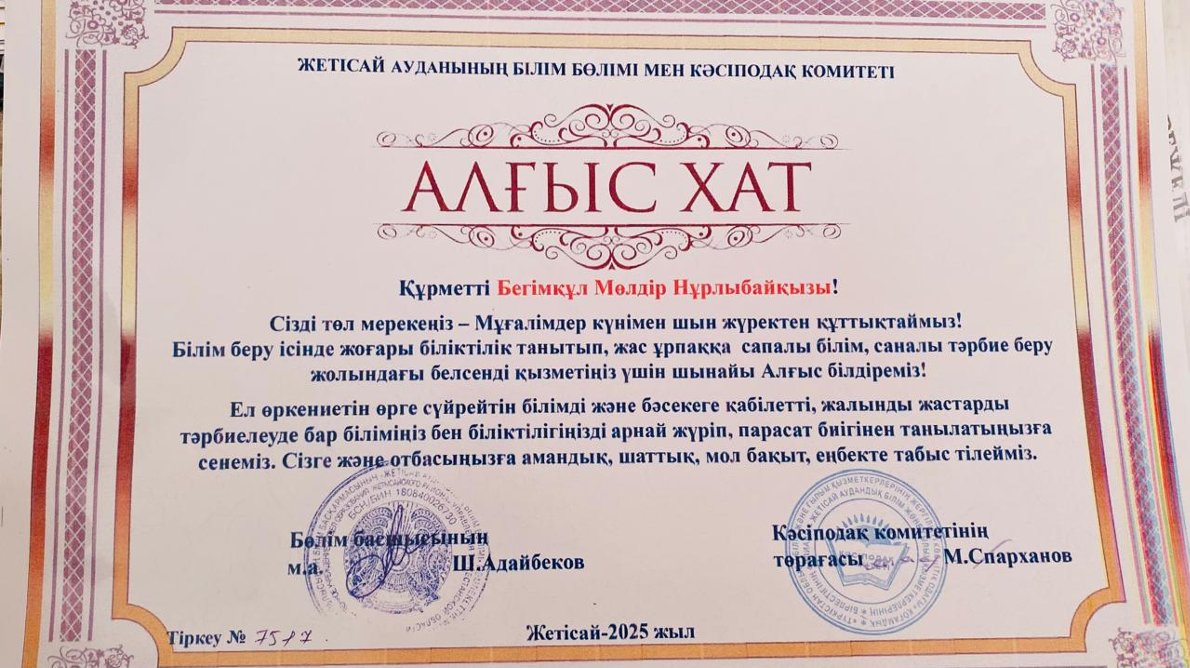 ЖЕТІСАЙ АУДАНЫНЫҢ БІЛІМ БӨЛІМІ МЕН КӘСІПОДАҚ КОМИТЕТІ
АЛҒЫС ХАТ
Құрметті Бегімқұл Мөлдір Нұрлыбайқызы!
Сізді төл мерекеңіз – Мұғалімдер күнімен шын жүректен құттықтаймыз!
Білім беру ісінде жоғары біліктілік танытып, жас ұрпаққа сапалы білім, саналы тәрбие беру
жолындағы белсенді қызметіңіз үшін шынайы Алғыс білдіреміз!
Ел өркениетін өрге сүйрейтін білімді және бәсекеге қабілетті, жалынды жастарды
тәрбиелеуде бар біліміңіз бен біліктілігіңізді арнай жүріп, парасат биігінен танылатыңызға
сенеміз. Сізге және отбасыңызға амандық, шаттық, мол бақыт, еңбекте табыс тілейміз.
Бөлім басшысының
м.а. Ш.Адайбеков
Кәсіподақ комитетінің
төрағасы М.Спарханов
БСН/БИН 180840026730
Кәсіподақ
Тіркеу № 7517.
Жетісай-2025 жыл